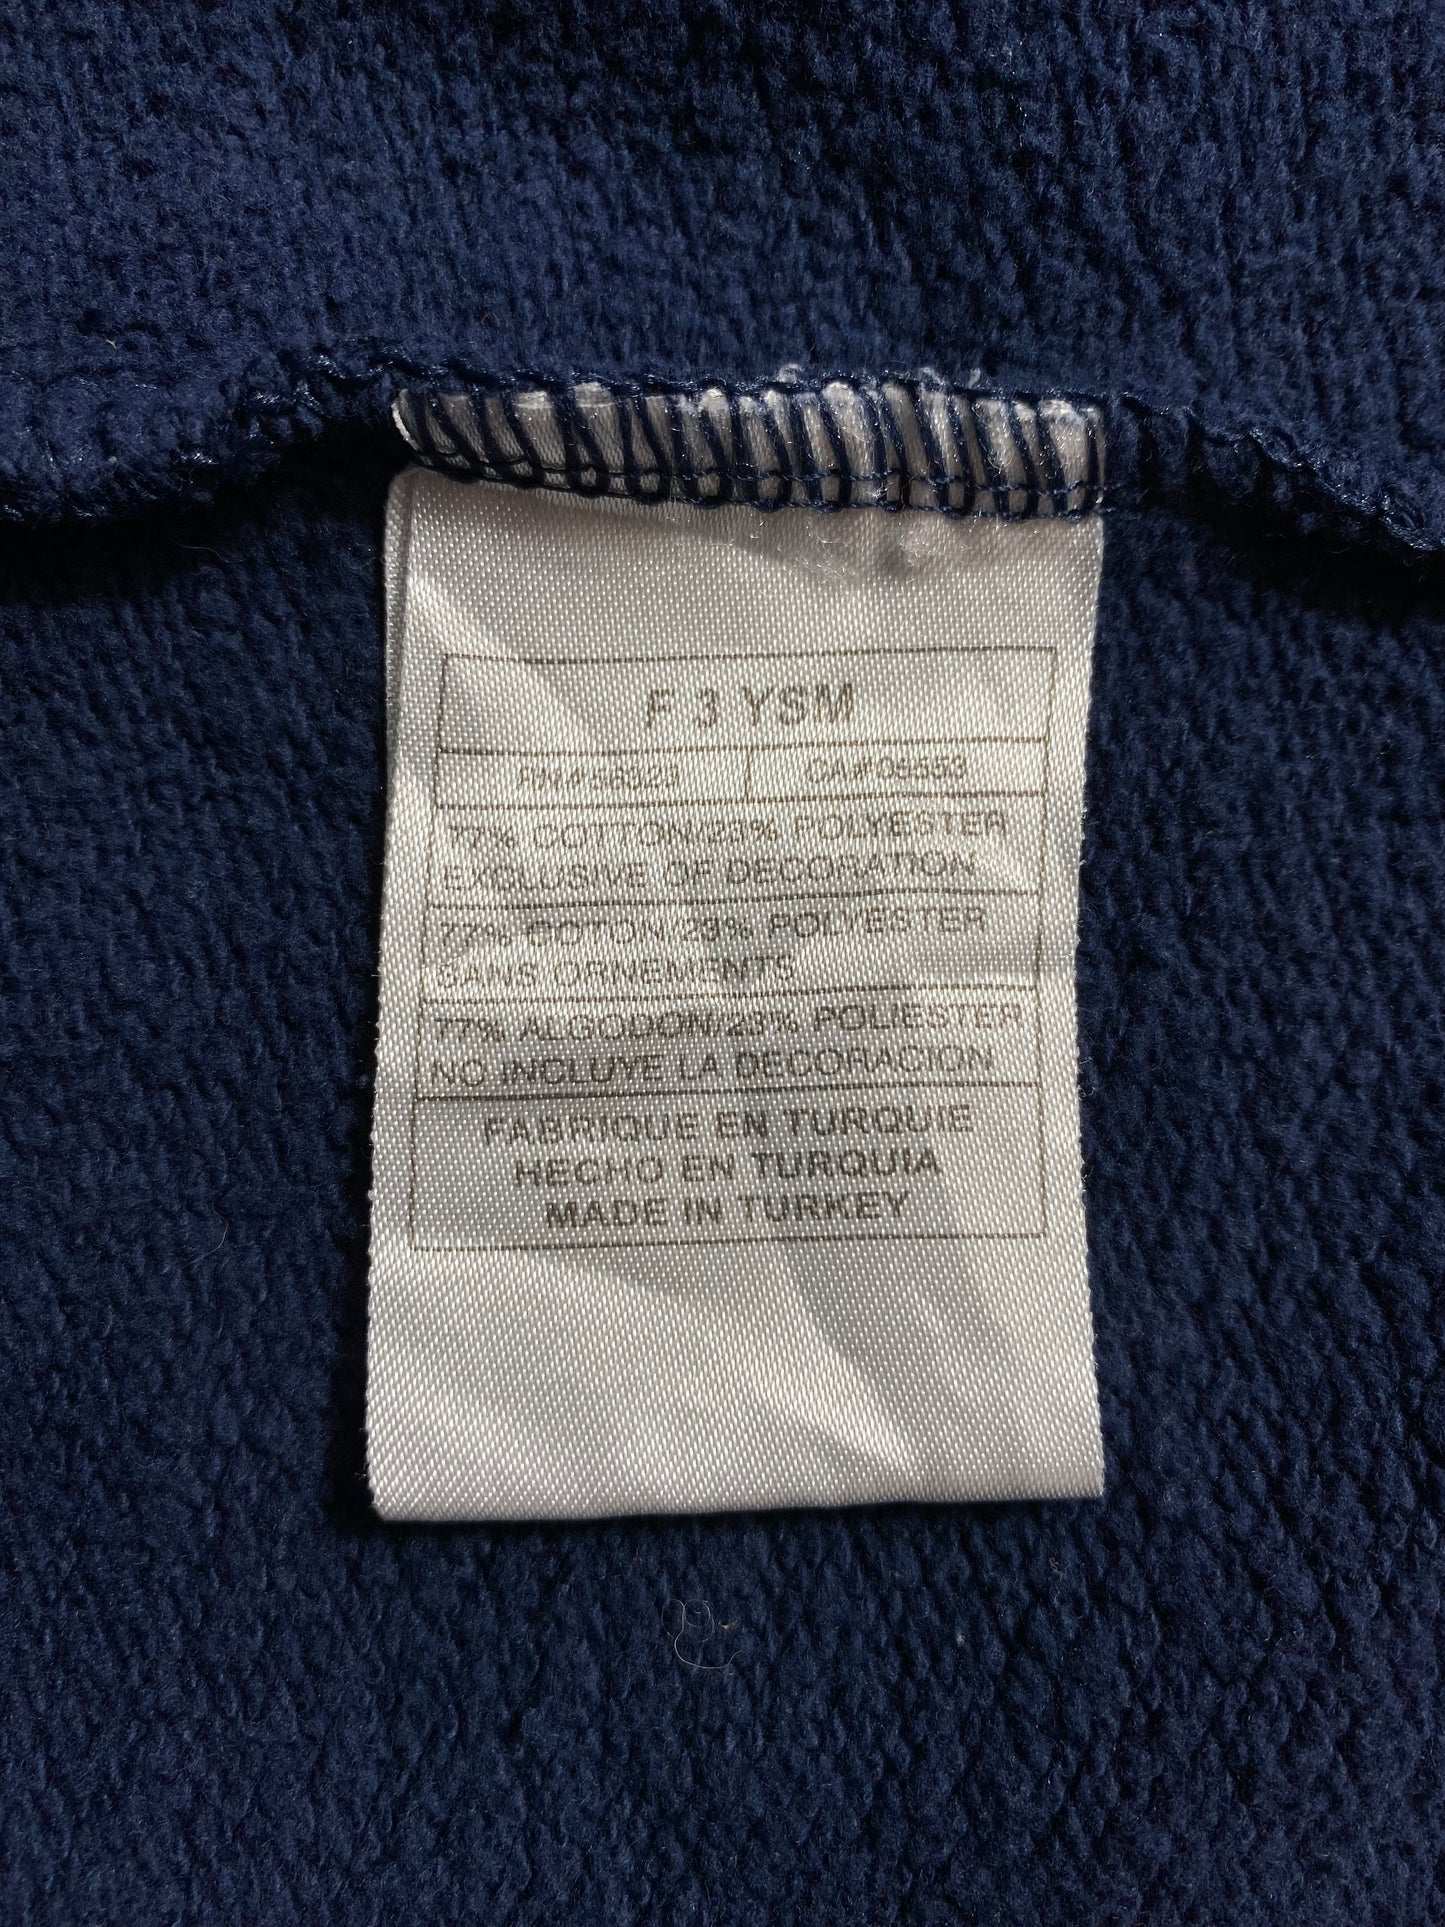 F 3 YSM
RN # 56323 CA# 05553
77% COTTON/23% POLYESTER
EXCLUSIVE OF DECORATION
77% COTON/23% POLYESTER
SANS ORNEMENTS
77% ALGODON/23% POLIESTER
NO INCLUYE LA DECORACION
FABRIQUE EN TURQUIE
HECHO EN TURQUIA
MADE IN TURKEY